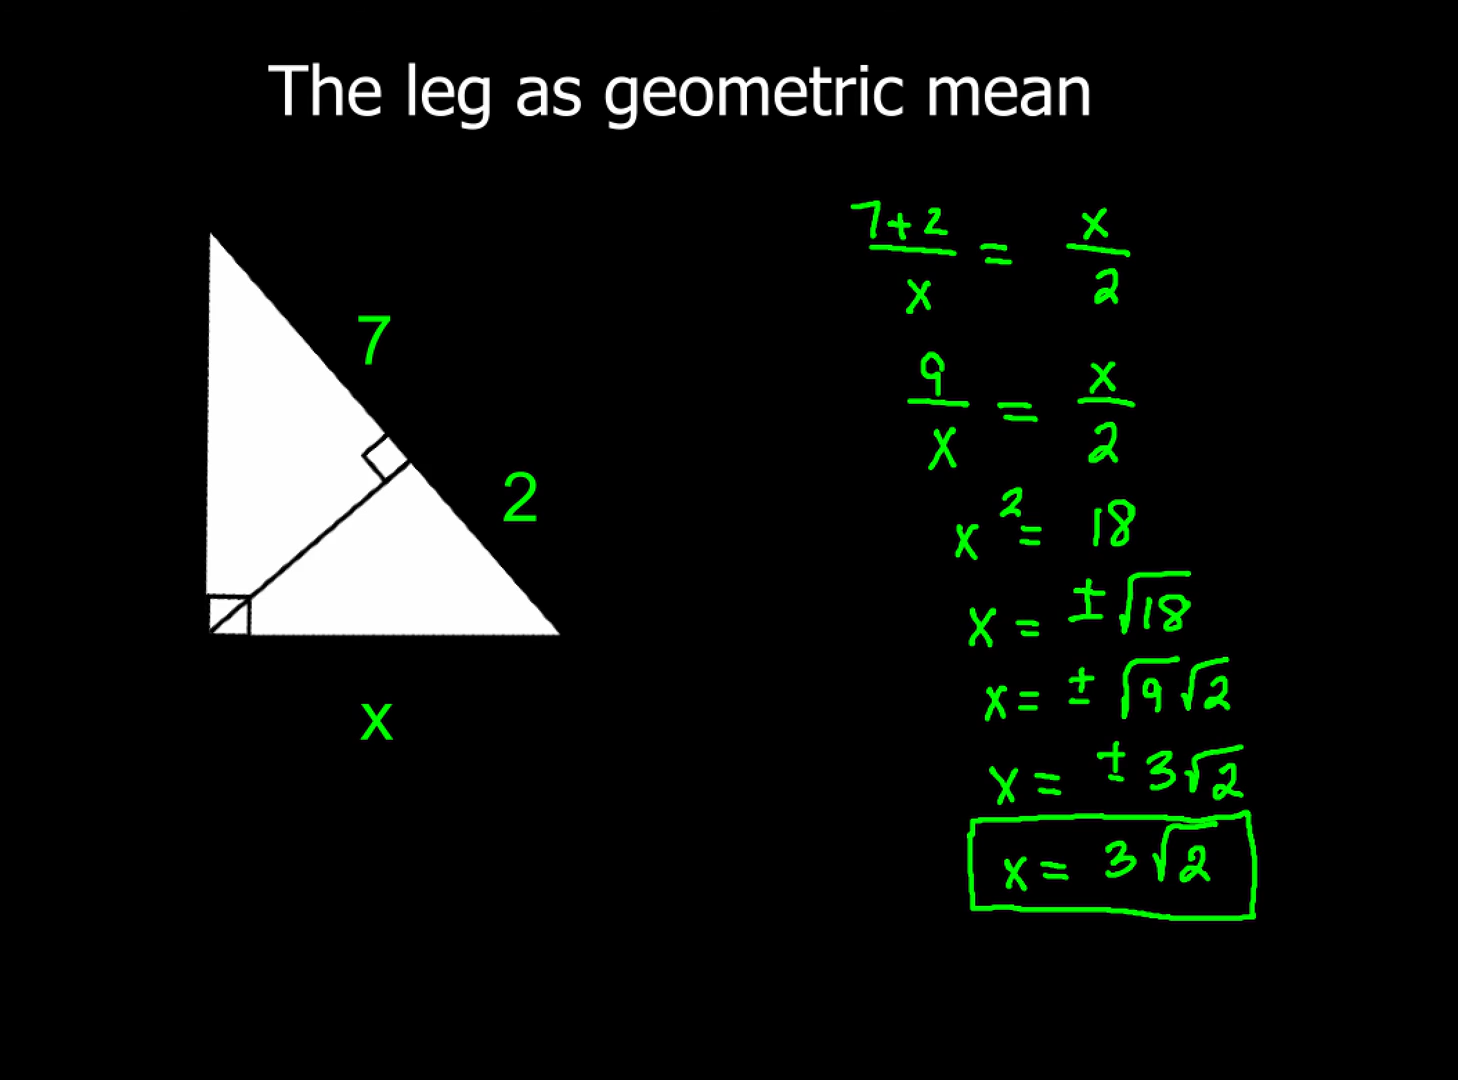 The leg as geometric mean
7
2
x
7+2/x = x/2
9/x = x/2
x² = 18
x = ±√18
x = ±√9√2
x = ±3√2
x = 3√2